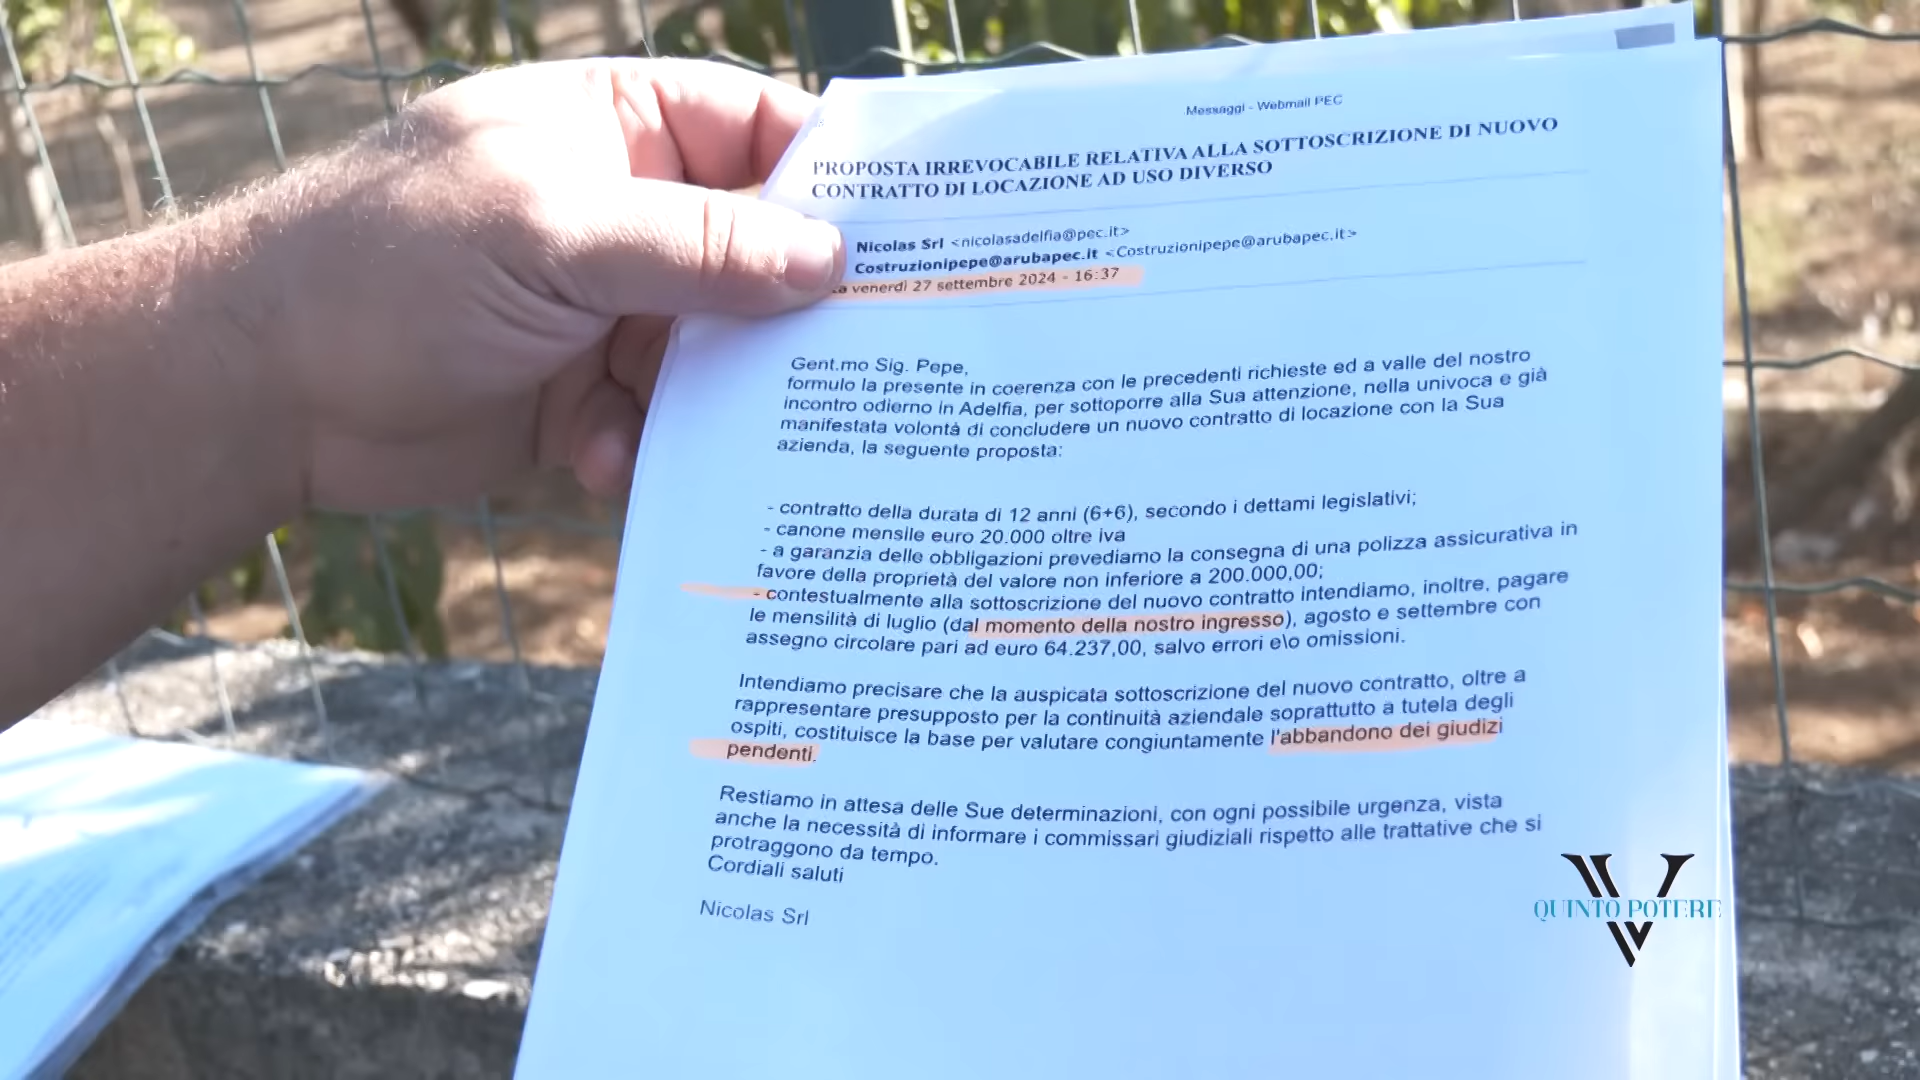 Messaggi - Webmail PEC
PROPOSTA IRREVOCABILE RELATIVA ALLA SOTTOSCRIZIONE DI NUOVO
CONTRATTO DI LOCAZIONE AD USO DIVERSO
Nicolas Srl <nicolasadelfia@pec.it>
Costruzionipepe@arubapec.it <Costruzionipepe@arubapec.it>
venerdì 27 settembre 2024 - 16:37
Gent.mo Sig. Pepe,
formulo la presente in coerenza con le precedenti richieste ed a valle del nostro
incontro odierno in Adelfia, per sottoporre alla Sua attenzione, nella univoca e già
manifestata volontà di concludere un nuovo contratto di locazione con la Sua
azienda, la seguente proposta:
- contratto della durata di 12 anni (6+6), secondo i dettami legislativi;
- canone mensile euro 20.000 oltre iva
- a garanzia delle obbligazioni prevediamo la consegna di una polizza assicurativa in
favore della proprietà del valore non inferiore a 200.000,00;
- contestualmente alla sottoscrizione del nuovo contratto intendiamo, inoltre, pagare
le mensilità di luglio (dal momento della nostro ingresso), agosto e settembre con
assegno circolare pari ad euro 64.237,00, salvo errori e\o omissioni.
Intendiamo precisare che la auspicata sottoscrizione del nuovo contratto, oltre a
rappresentare presupposto per la continuità aziendale soprattutto a tutela degli
ospiti, costituisce la base per valutare congiuntamente l'abbandono dei giudizi
pendenti.
Restiamo in attesa delle Sue determinazioni, con ogni possibile urgenza, vista
anche la necessità di informare i commissari giudiziali rispetto alle trattative che si
protraggono da tempo.
Cordiali saluti
Nicolas Srl
QUINTO POTERE